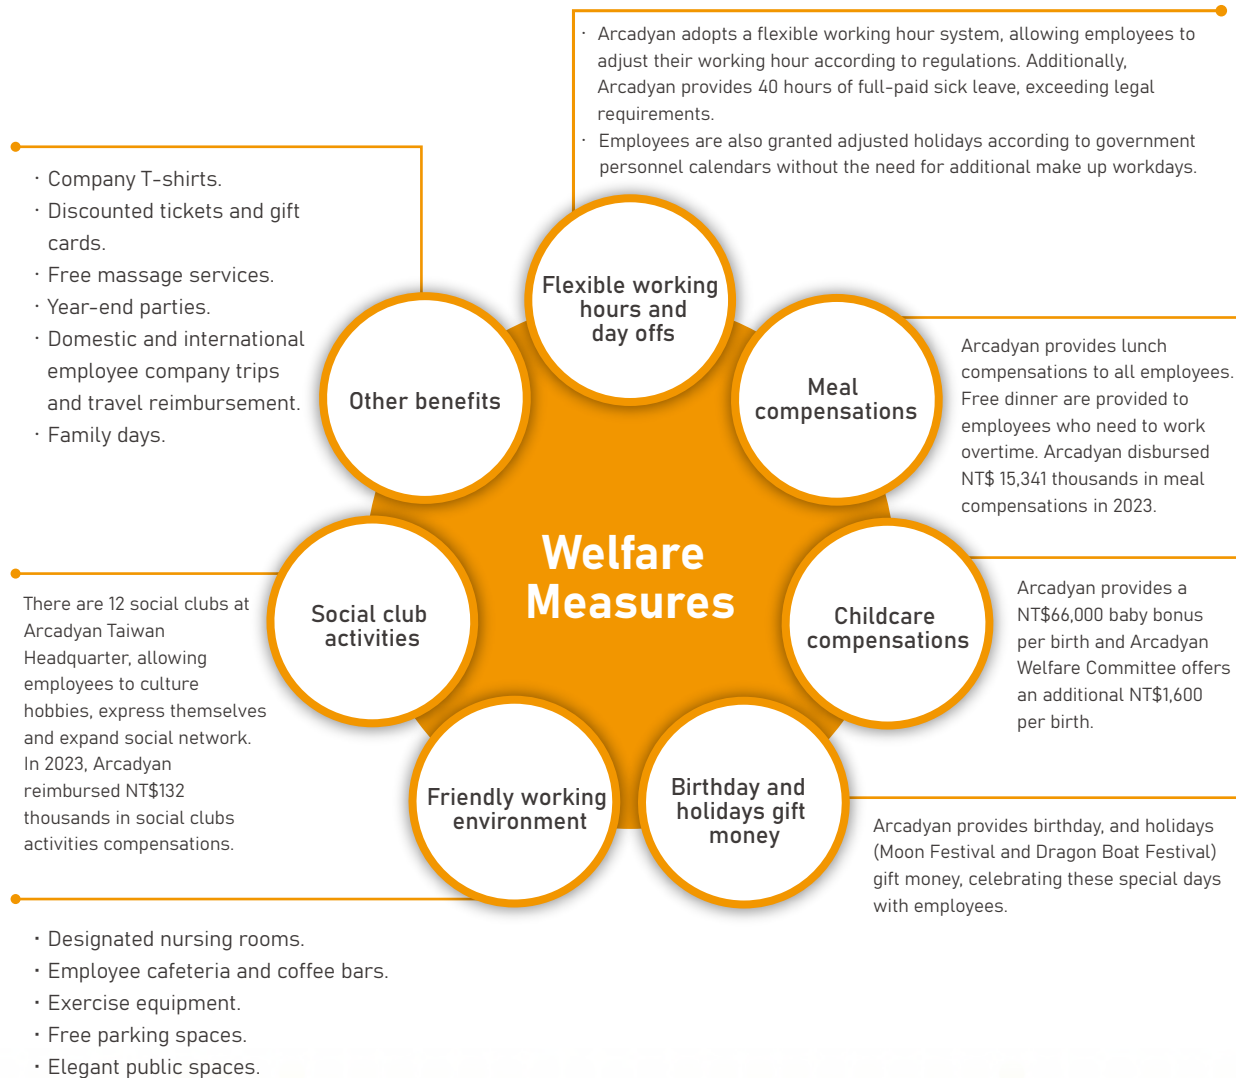 · Arcadyan adopts a flexible working hour system, allowing employees to
adjust their working hour according to regulations. Additionally,
Arcadyan provides 40 hours of full-paid sick leave, exceeding legal
requirements.
· Employees are also granted adjusted holidays according to government
personnel calendars without the need for additional make up workdays.
· Company T-shirts.
· Discounted tickets and gift
cards.
· Free massage services.
· Year-end parties.
· Domestic and international
employee company trips
and travel reimbursement.
· Family days.
Flexible working
hours and
day offs
Other benefits
Meal
compensations
Arcadyan provides lunch
compensations to all employees.
Free dinner are provided to
employees who need to work
overtime. Arcadyan disbursed
NT$ 15,341 thousands in meal
compensations in 2023.
Welfare
Measures
There are 12 social clubs at
Arcadyan Taiwan
Headquarter, allowing
employees to culture
hobbies, express themselves
and expand social network.
In 2023, Arcadyan
reimbursed NT$132
thousands in social clubs
activities compensations.
Social club
activities
Childcare
compensations
Arcadyan provides a
NT$66,000 baby bonus
per birth and Arcadyan
Welfare Committee offers
an additional NT$1,600
per birth.
Friendly working
environment
Birthday and
holidays gift
money
Arcadyan provides birthday, and holidays
(Moon Festival and Dragon Boat Festival)
gift money, celebrating these special days
with employees.
· Designated nursing rooms.
· Employee cafeteria and coffee bars.
· Exercise equipment.
· Free parking spaces.
· Elegant public spaces.